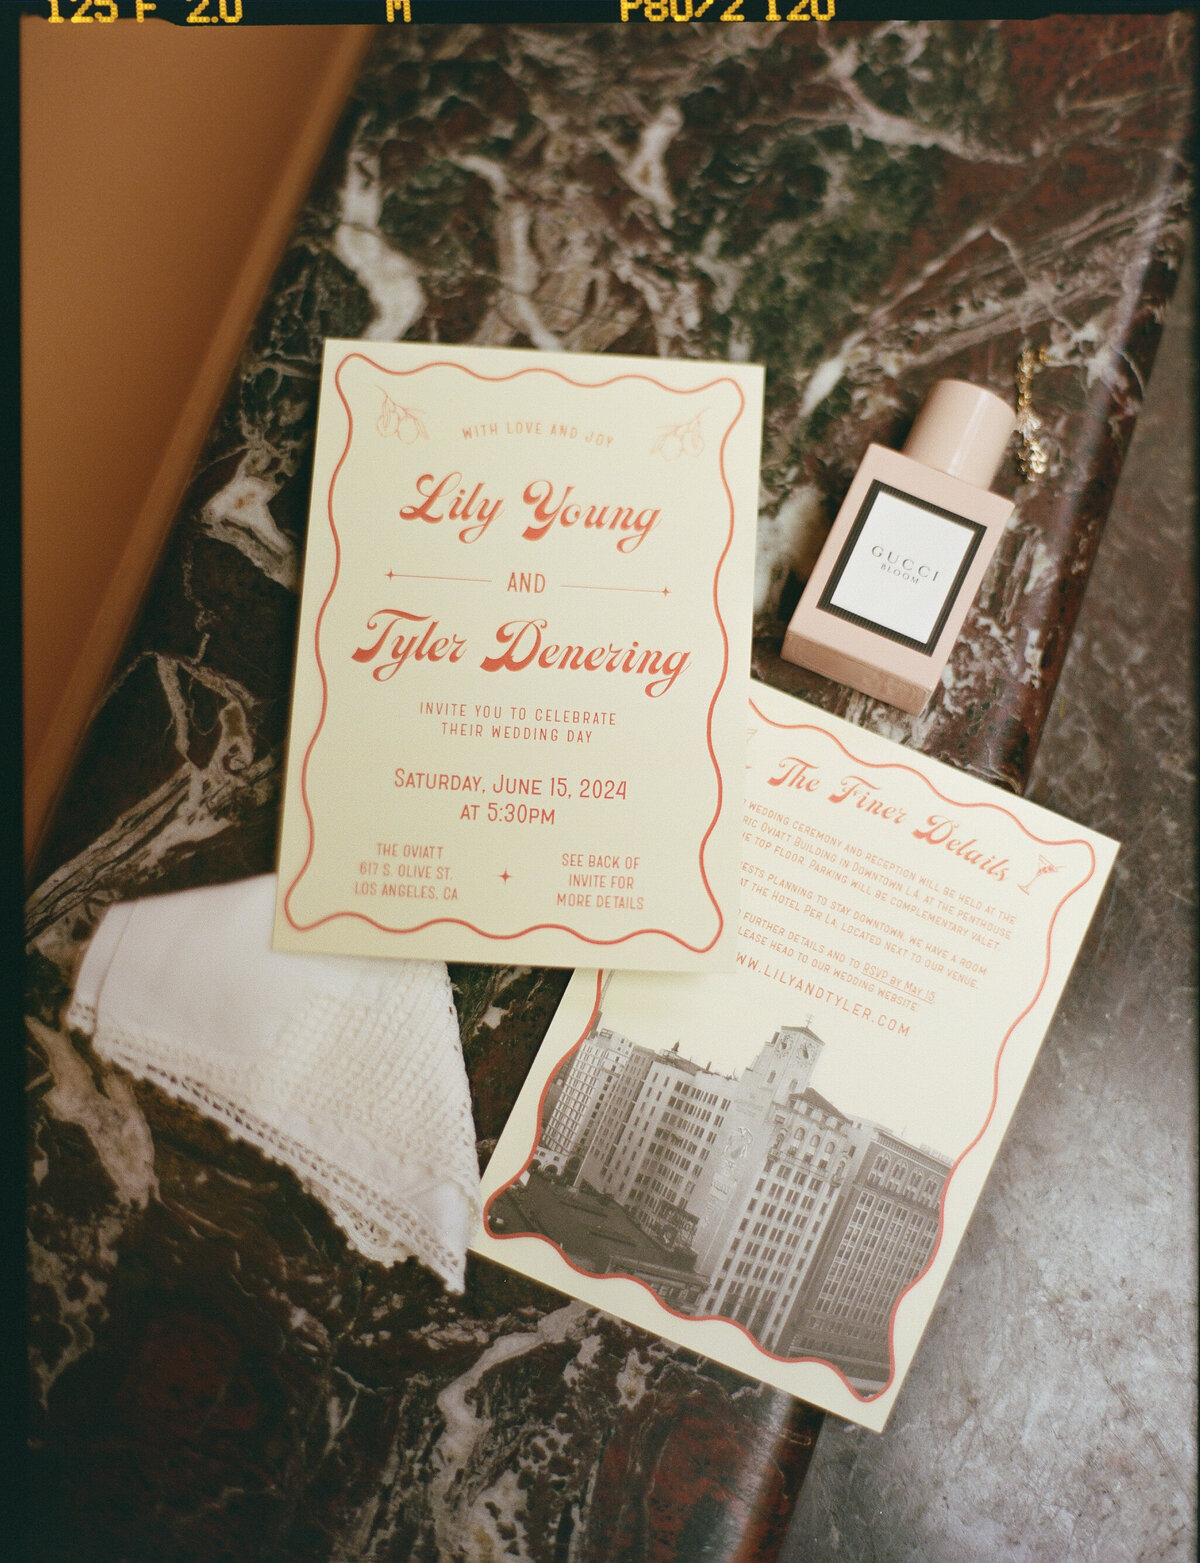 125 F 2.0 M P80/2 120
WITH LOVE AND JOY
Lily Young
AND
Tyler Denering
INVITE YOU TO CELEBRATE
THEIR WEDDING DAY
SATURDAY, JUNE 15, 2024
AT 5:30PM
THE OVIATT
617 S. OLIVE ST.
LOS ANGELES, CA
SEE BACK OF
INVITE FOR
MORE DETAILS
GUCCI
BLOOM
The Finer Details
WEDDING CEREMONY AND RECEPTION WILL BE HELD AT THE
OVIATT BUILDING IN DOWNTOWN L.A. AT THE PENTHOUSE
TOP FLOOR. PARKING WILL BE COMPLEMENTARY VALET
PLANNING TO STAY DOWNTOWN, WE HAVE A ROOM
AT THE HOTEL PER LA, LOCATED NEXT TO OUR VENUE.
FURTHER DETAILS AND TO RSVP BY MAY 15,
HEAD TO OUR WEDDING WEBSITE:
WW.LILYANDTYLER.COM